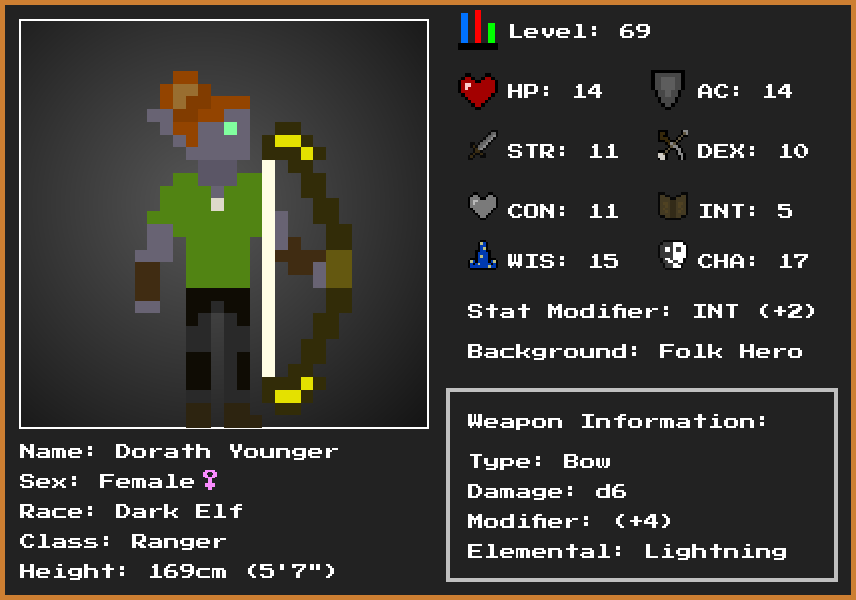 Level: 69
HP: 14
AC: 14
STR: 11
DEX: 10
CON: 11
INT: 5
WIS: 15
CHA: 17
Stat Modifier: INT (+2)
Background: Folk Hero
Weapon Information:
Type: Bow
Damage: d6
Modifier: (+4)
Elemental: Lightning
Name: Dorath Younger
Sex: Female♀
Race: Dark Elf
Class: Ranger
Height: 169cm (5'7")